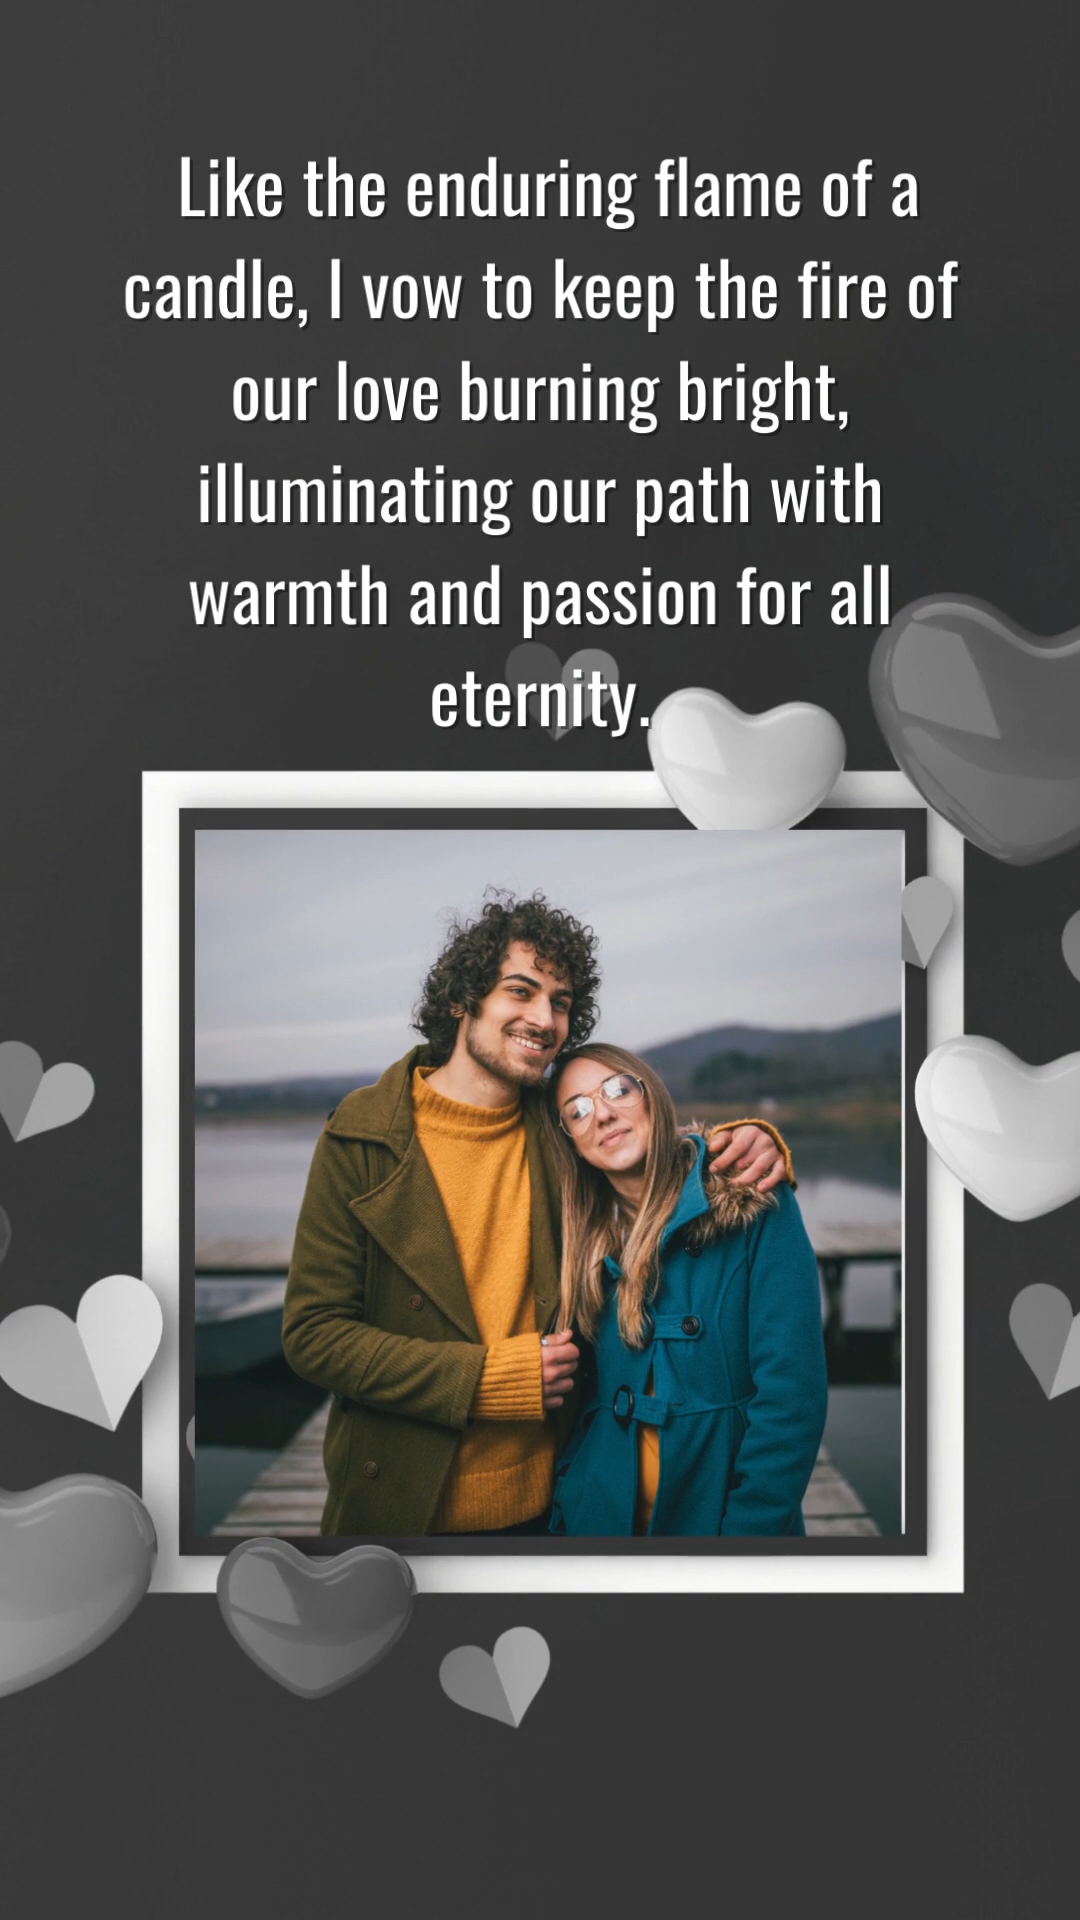 Like the enduring flame of a
candle, I vow to keep the fire of
our love burning bright,
illuminating our path with
warmth and passion for all
eternity.